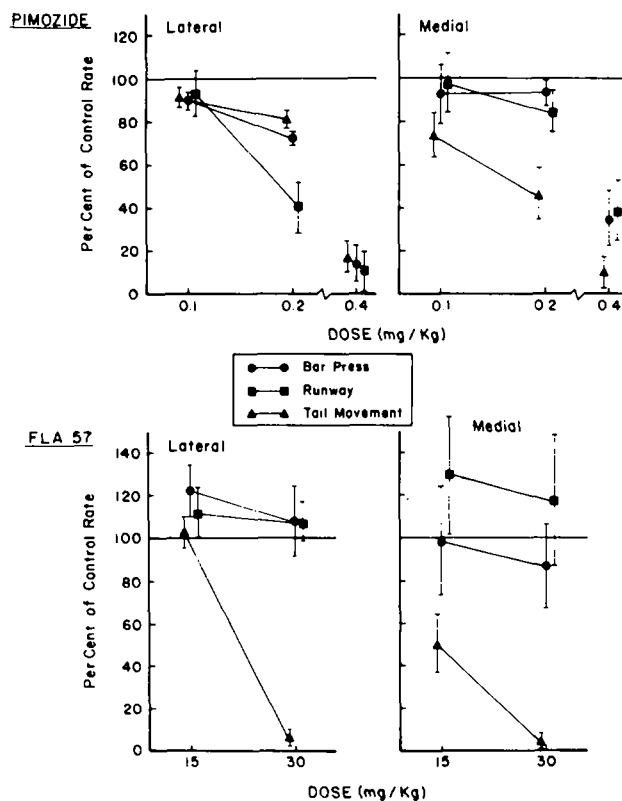 PIMOZIDE
Lateral
Medial
Per Cent of Control Rate
120
100
80
60
40
20
0
0.1
0.2
0.4
0.1
0.2
0.4
DOSE (mg/Kg)
Bar Press
Runway
Tail Movement
FLA 57
Lateral
Medial
Per Cent of Control Rate
140
120
100
80
60
40
20
0
15
30
15
30
DOSE (mg/Kg)